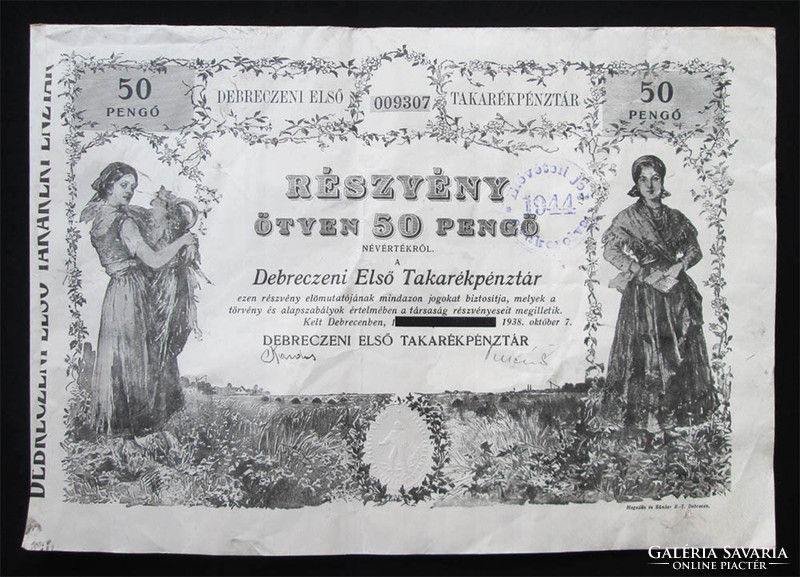 50 PENGŐ
DEBRECZENI ELSŐ 009307 TAKARÉKPÉNZTÁR
50 PENGŐ
RÉSZVÉNY
ÖTVEN 50 PENGŐ
NÉVÉRTÉKRŐL.
A
Debreczeni Első Takarékpénztár
ezen részvény előmutatójának mindazon jogokat biztosítja, melyek a
törvény és alapszabályok értelmében a társaság részvényeseit megilletik.
Kelt Debrecenben, 1938. október 7.
DEBRECZENI ELSŐ TAKARÉKPÉNZTÁR
1944
DEBRECZENI ELSŐ TAKARÉKPÉNZTÁR
GALÉRIA SAVARIA
ONLINE PIACTÉR